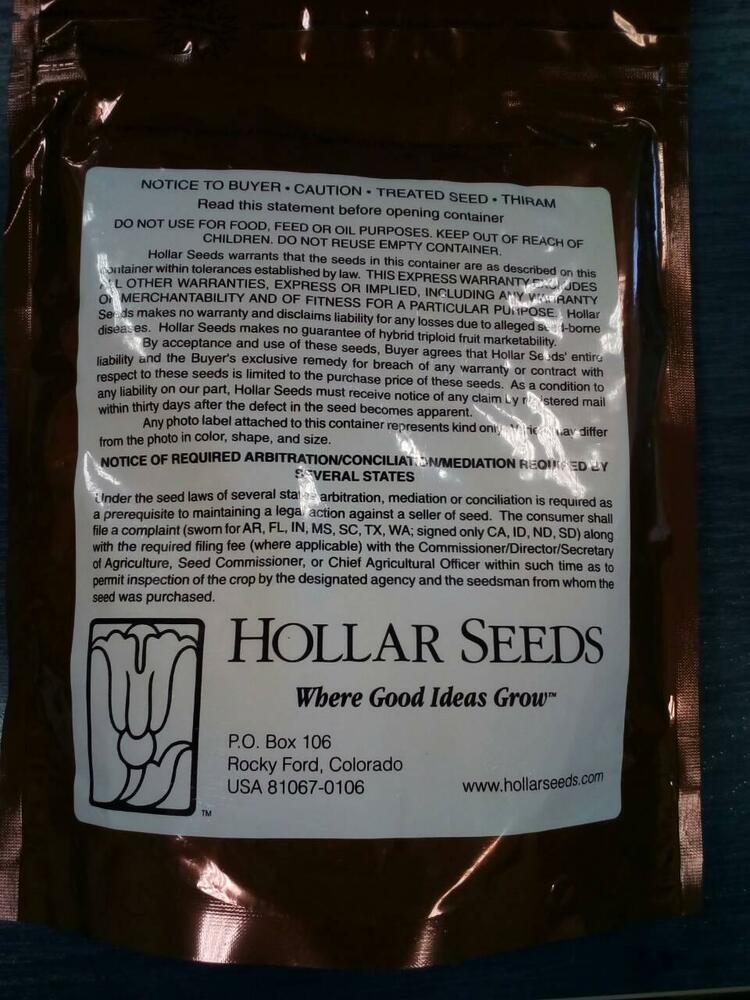 NOTICE TO BUYER • CAUTION • TREATED SEED • THIRAM
Read this statement before opening container
DO NOT USE FOR FOOD, FEED OR OIL PURPOSES. KEEP OUT OF REACH OF
CHILDREN. DO NOT REUSE EMPTY CONTAINER.
Hollar Seeds warrants that the seeds in this container are as described on this
container within tolerances established by law. THIS EXPRESS WARRANTY EXCLUDES
ALL OTHER WARRANTIES, EXPRESS OR IMPLIED, INCLUDING ANY WARRANTY
OF MERCHANTABILITY AND OF FITNESS FOR A PARTICULAR PURPOSE. Hollar
Seeds makes no warranty and disclaims liability for any losses due to alleged seed-borne
diseases. Hollar Seeds makes no guarantee of hybrid triploid fruit marketability.
By acceptance and use of these seeds, Buyer agrees that Hollar Seeds' entire
liability and the Buyer's exclusive remedy for breach of any warranty or contract with
respect to these seeds is limited to the purchase price of these seeds. As a condition to
any liability on our part, Hollar Seeds must receive notice of any claim by registered mail
within thirty days after the defect in the seed becomes apparent.
Any photo label attached to this container represents kind only. may differ
from the photo in color, shape, and size.
NOTICE OF REQUIRED ARBITRATION/CONCILIATION/MEDIATION REQUIRED BY
SEVERAL STATES
Under the seed laws of several states arbitration, mediation or conciliation is required as
a prerequisite to maintaining a legal action against a seller of seed. The consumer shall
file a complaint (sworn for AR, FL, IN, MS, SC, TX, WA; signed only CA, ID, ND, SD) along
with the required filing fee (where applicable) with the Commissioner/Director/Secretary
of Agriculture, Seed Commissioner, or Chief Agricultural Officer within such time as to
permit inspection of the crop by the designated agency and the seedsman from whom the
seed was purchased.
HOLLAR SEEDS
Where Good Ideas Grow™
P.O. Box 106
Rocky Ford, Colorado
USA 81067-0106
www.hollarseeds.com
TM